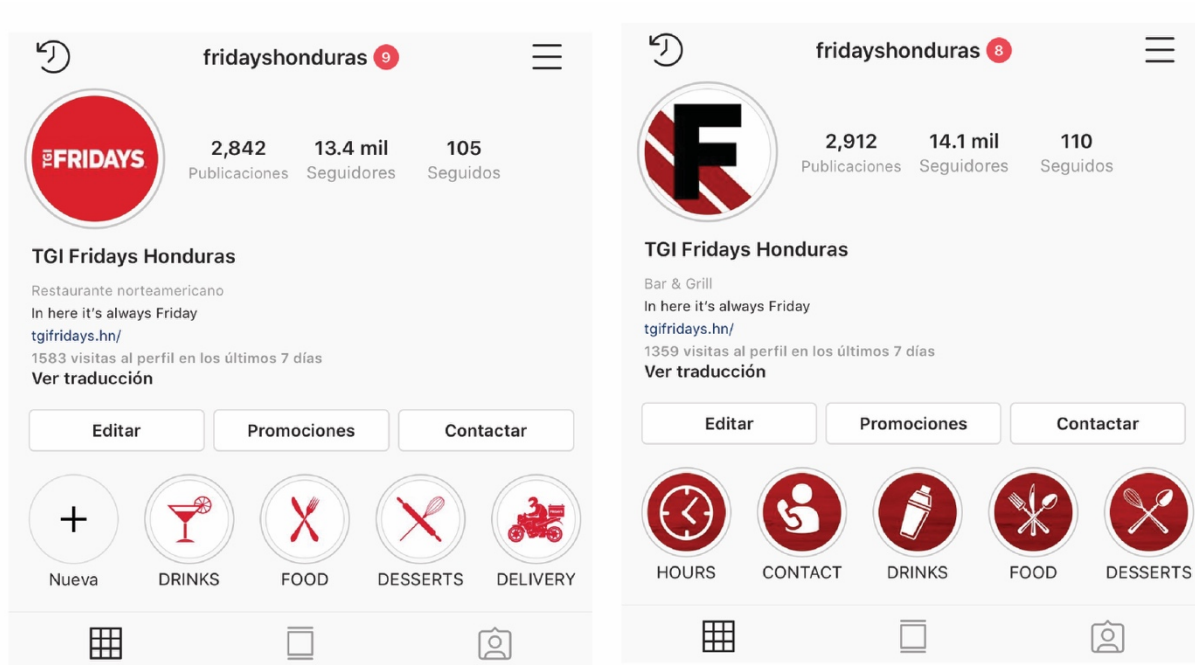 fridayshonduras 9
TGI FRIDAYS
2,842 13.4 mil 105
Publicaciones Seguidores Seguidos
TGI Fridays Honduras
Restaurante norteamericano
In here it's always Friday
tgifridays.hn/
1583 visitas al perfil en los últimos 7 días
Ver traducción
Editar Promociones Contactar
Nueva DRINKS FOOD DESSERTS DELIVERY
fridayshonduras 8
F
2,912 14.1 mil 110
Publicaciones Seguidores Seguidos
TGI Fridays Honduras
Bar & Grill
In here it's always Friday
tgifridays.hn/
1359 visitas al perfil en los últimos 7 días
Ver traducción
Editar Promociones Contactar
HOURS CONTACT DRINKS FOOD DESSERTS